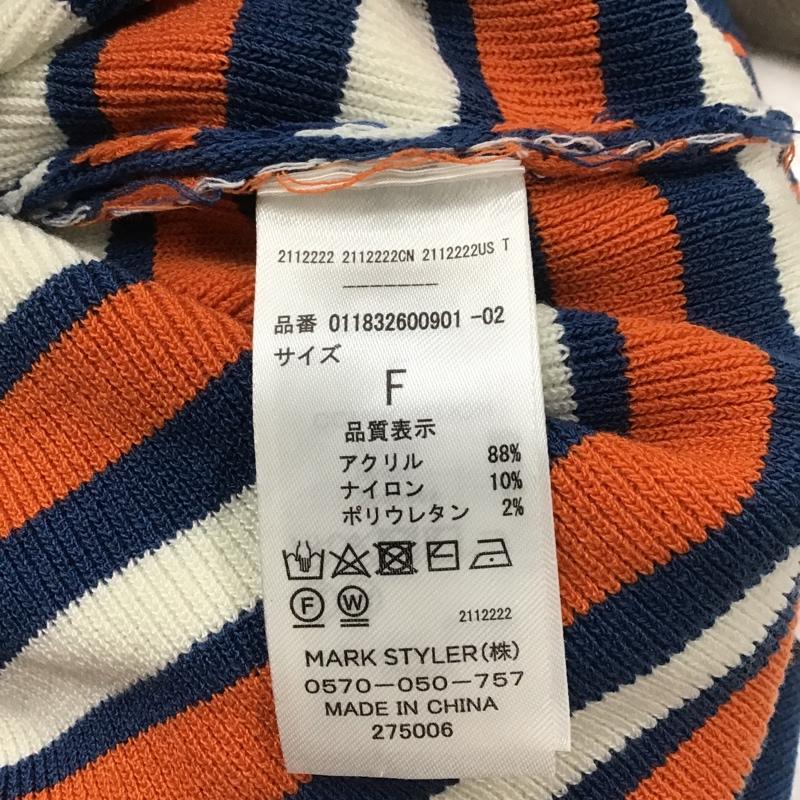 2112222 2112222CN 2112222US T
-------
品番 011832600901 -02
サイズ
F
品質表示
アクリル 88%
ナイロン 10%
ポリウレタン 2%
F W
2112222
MARK STYLER(株)
0570-050-757
MADE IN CHINA
275006